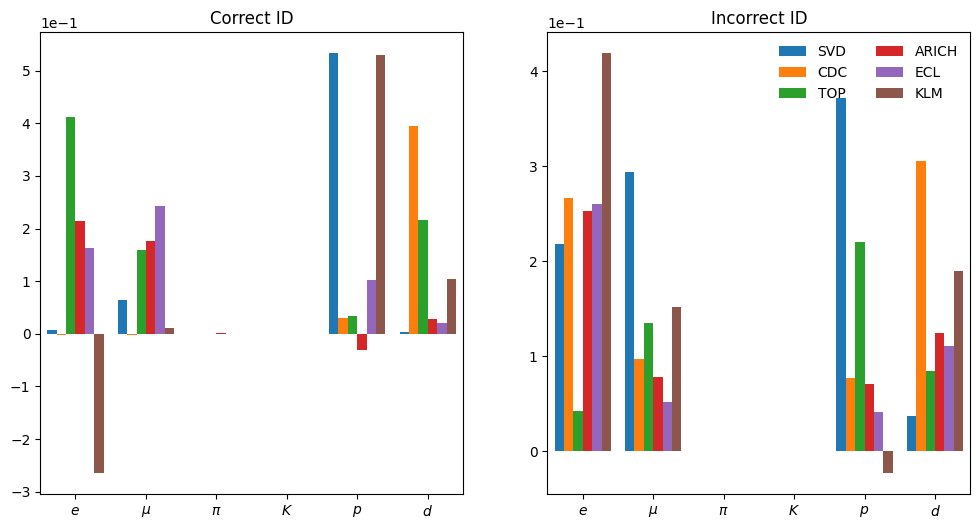 Correct ID
1e−1
5
4
3
2
1
0
−1
−2
−3
e μ π K p d
Incorrect ID
1e−1
SVD ARICH
CDC ECL
TOP KLM
4
3
2
1
0
e μ π K p d